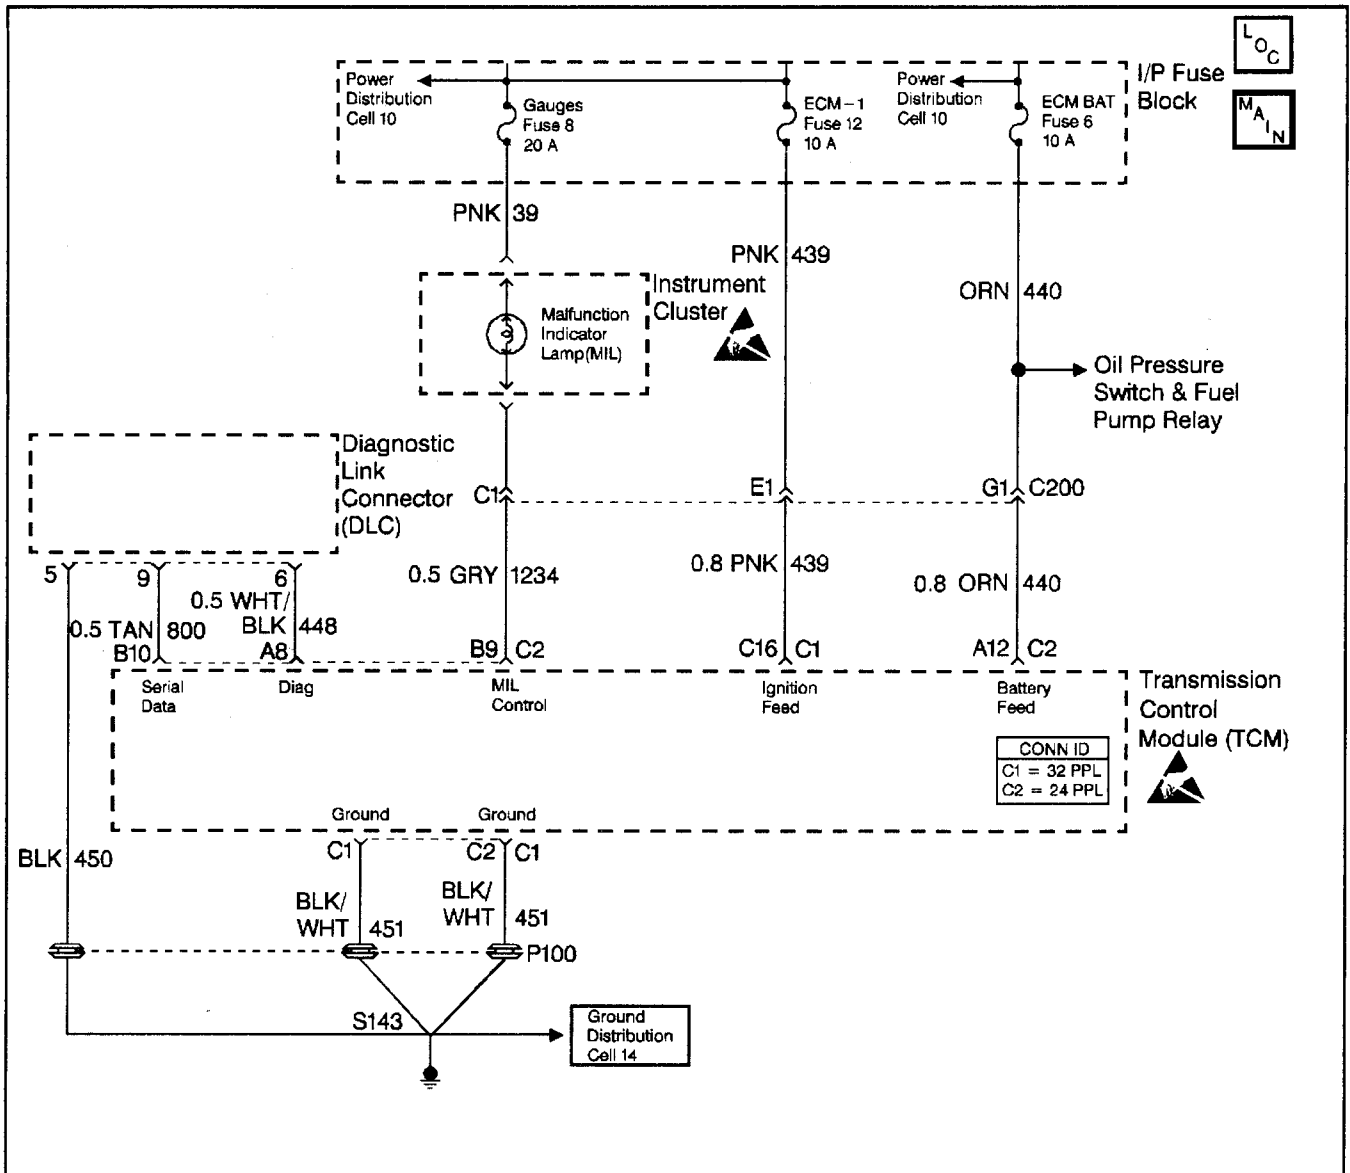 LOC
MAIN
I/P Fuse
Block
Power
Distribution
Cell 10
Gauges
Fuse 8
20 A
ECM-1
Fuse 12
10 A
Power
Distribution
Cell 10
ECM BAT
Fuse 6
10 A
PNK 39
PNK 439
ORN 440
Instrument
Cluster
Malfunction
Indicator
Lamp(MIL)
Oil Pressure
Switch & Fuel
Pump Relay
Diagnostic
Link
Connector
(DLC)
C1
E1
G1 C200
5
9
6
0.5 GRY 1234
0.8 PNK 439
0.8 ORN 440
0.5 TAN 800
0.5 WHT/
BLK 448
B10
A8
B9 C2
C16 C1
A12 C2
Serial
Data
Diag
MIL
Control
Ignition
Feed
Battery
Feed
Transmission
Control
Module (TCM)
CONN ID
C1 = 32 PPL
C2 = 24 PPL
Ground
Ground
C1
C2 C1
BLK 450
BLK/
WHT 451
BLK/
WHT 451
P100
S143
Ground
Distribution
Cell 14